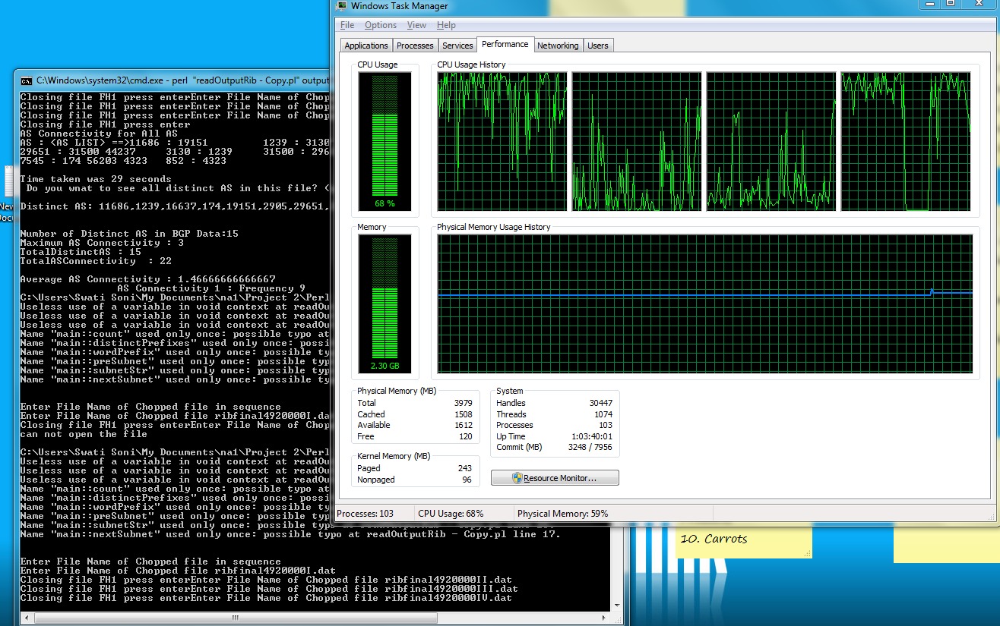 Windows Task Manager
File Options View Help
Applications Processes Services Performance Networking Users
CPU Usage
CPU Usage History
68 %
Memory
Physical Memory Usage History
2.30 GB
Physical Memory (MB)
Total 3979
Cached 1508
Available 1612
Free 120
Kernel Memory (MB)
Paged 243
Nonpaged 96
System
Handles 30447
Threads 1074
Processes 103
Up Time 1:03:40:01
Commit (MB) 3248 / 7956
Resource Monitor...
Processes: 103 CPU Usage: 68% Physical Memory: 59%
C:\Windows\system32\cmd.exe - perl "readOutputRib - Copy.pl" output
Closing file FH1 press enterEnter File Name of Chop
Closing file FH1 press enterEnter File Name of Chop
Closing file FH1 press enterEnter File Name of Chop
Closing file FH1 press enter
AS Connectivity for All AS
AS : <AS LIST> ==>11686 : 19151 1239 : 3130
29651 : 31500 44237 3130 : 1239 31500 : 296
7545 : 174 56203 4323 852 : 4323
Time taken was 29 seconds
Do you wnat to see all distinct AS in this file? <
Distinct AS: 11686,1239,16637,174,19151,2905,29651,
Number of Distinct AS in BGP Data:15
Maximum AS Connectivity : 3
TotalDistinctAS : 15
TotalASConnectivity : 22
Average AS Connectivity : 1.46666666666667
AS Connectivity 1 : Frequency 9
C:\Users\Swati Soni\My Documents\na1\Project 2\Perl
Useless use of a variable in void context at readOu
Useless use of a variable in void context at readOu
Useless use of a variable in void context at readOu
Name "main::count" used only once: possible typo at
Name "main::distinctPrefixes" used only once: possi
Name "main::wordPrefix" used only once: possible ty
Name "main::preSubnet" used only once: possible typ
Name "main::subnetStr" used only once: possible typ
Name "main::nextSubnet" used only once: possible ty
Enter File Name of Chopped file in sequence
Enter File Name of Chopped file ribfinal4920000I.da
Closing file FH1 press enterEnter File Name of Chop
can not open the file
C:\Users\Swati Soni\My Documents\na1\Project 2\Perl
Useless use of a variable in void context at readOu
Useless use of a variable in void context at readOu
Useless use of a variable in void context at readOu
Name "main::count" used only once: possible typo at
Name "main::distinctPrefixes" used only once: possi
Name "main::wordPrefix" used only once: possible ty
Name "main::preSubnet" used only once: possible typ
Name "main::subnetStr" used only once: possible typ
Name "main::nextSubnet" used only once: possible typo at readOutputRib - Copy.pl line 17.
Enter File Name of Chopped file in sequence
Enter File Name of Chopped file ribfinal4920000I.dat
Closing file FH1 press enterEnter File Name of Chopped file ribfinal4920000II.dat
Closing file FH1 press enterEnter File Name of Chopped file ribfinal4920000III.dat
Closing file FH1 press enterEnter File Name of Chopped file ribfinal4920000IV.dat
10. Carrots